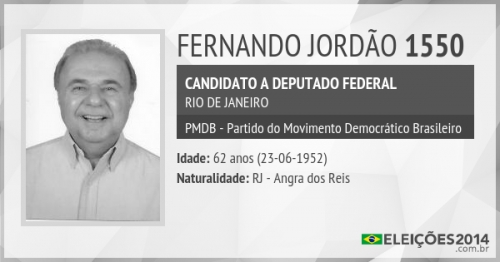 FERNANDO JORDÃO 1550
CANDIDATO A DEPUTADO FEDERAL
RIO DE JANEIRO
PMDB - Partido do Movimento Democrático Brasileiro
Idade: 62 anos (23-06-1952)
Naturalidade: RJ - Angra dos Reis
ELEIÇÕES2014
.com.br